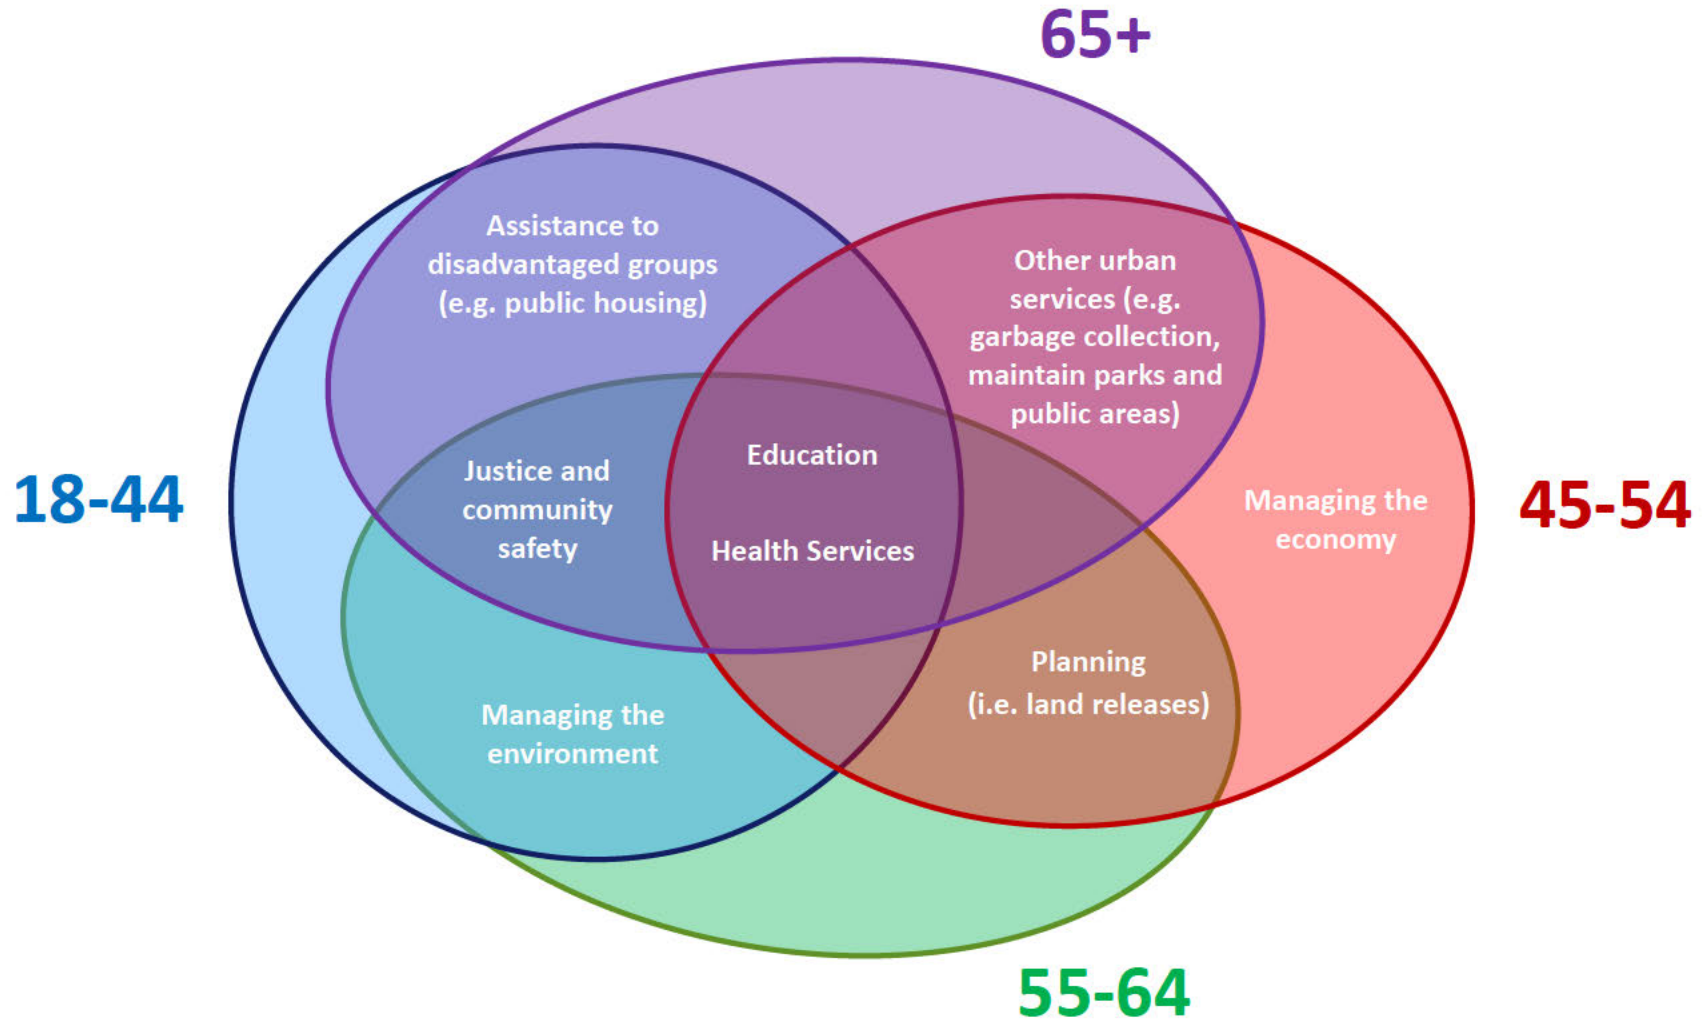 65+
Assistance to
disadvantaged groups
(e.g. public housing)
Other urban
services (e.g.
garbage collection,
maintain parks and
public areas)
18-44
Justice and
community
safety
Education
Health Services
Managing the
economy
45-54
Managing the
environment
Planning
(i.e. land releases)
55-64